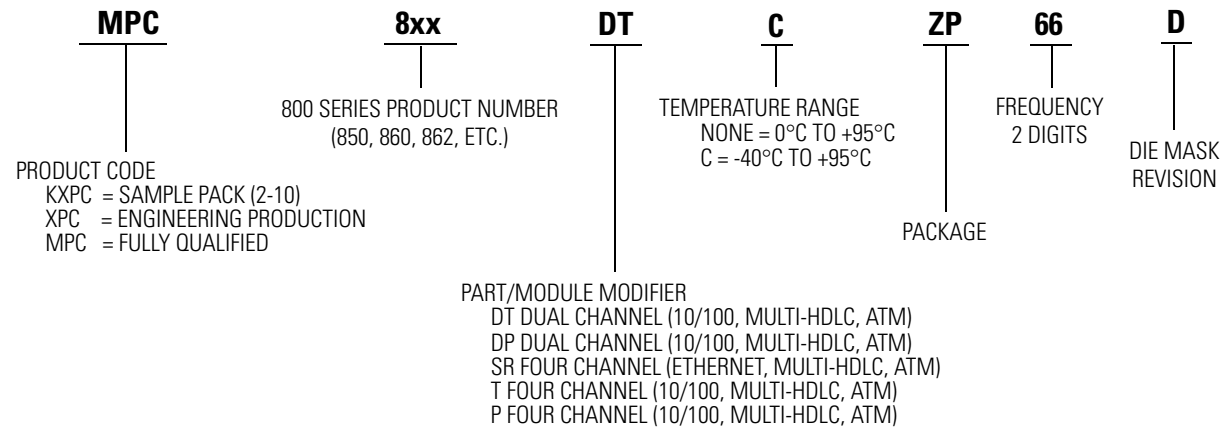 MPC 8xx DT C ZP 66 D
800 SERIES PRODUCT NUMBER
(850, 860, 862, ETC.)
TEMPERATURE RANGE
NONE = 0°C TO +95°C
C = -40°C TO +95°C
FREQUENCY
2 DIGITS
DIE MASK
REVISION
PRODUCT CODE
KXPC = SAMPLE PACK (2-10)
XPC = ENGINEERING PRODUCTION
MPC = FULLY QUALIFIED
PACKAGE
PART/MODULE MODIFIER
DT DUAL CHANNEL (10/100, MULTI-HDLC, ATM)
DP DUAL CHANNEL (10/100, MULTI-HDLC, ATM)
SR FOUR CHANNEL (ETHERNET, MULTI-HDLC, ATM)
T FOUR CHANNEL (10/100, MULTI-HDLC, ATM)
P FOUR CHANNEL (10/100, MULTI-HDLC, ATM)